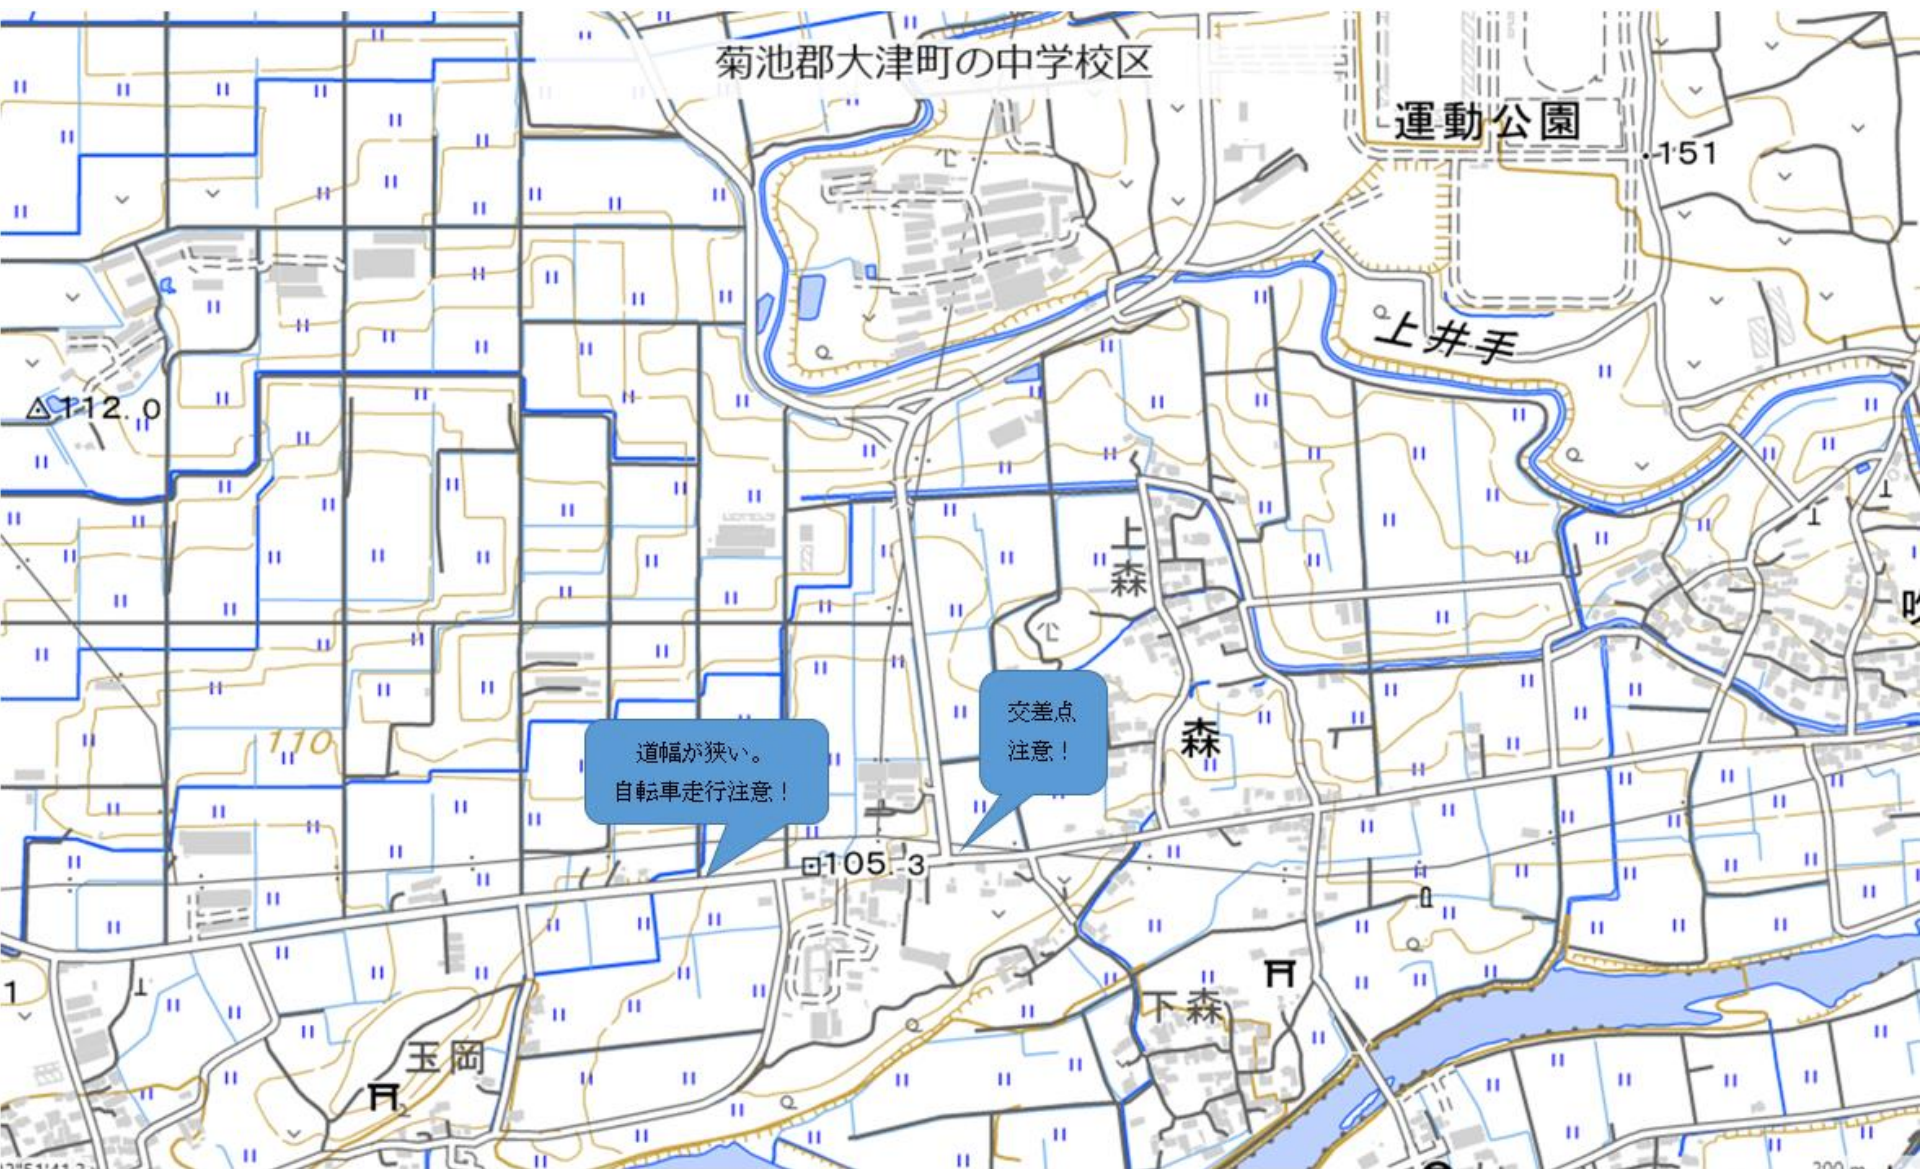 菊池郡大津町の中学校区
運動公園
151
上井手
112.0
上森
森
110
道幅が狭い。
自転車走行注意！
交差点
注意！
105.3
下森
玉岡
1